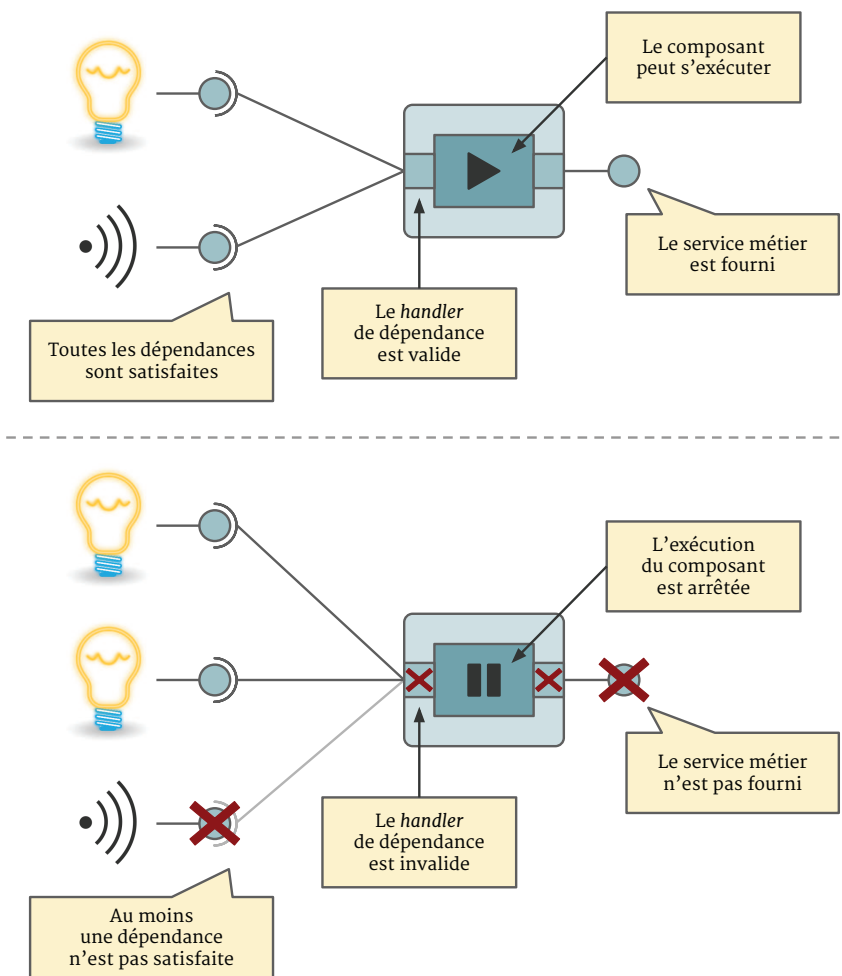 Le composant
peut s’exécuter
Le service métier
est fourni
Le handler
de dépendance
est valide
Toutes les dépendances
sont satisfaites
L’exécution
du composant
est arrêtée
Le service métier
n’est pas fourni
Le handler
de dépendance
est invalide
Au moins
une dépendance
n’est pas satisfaite